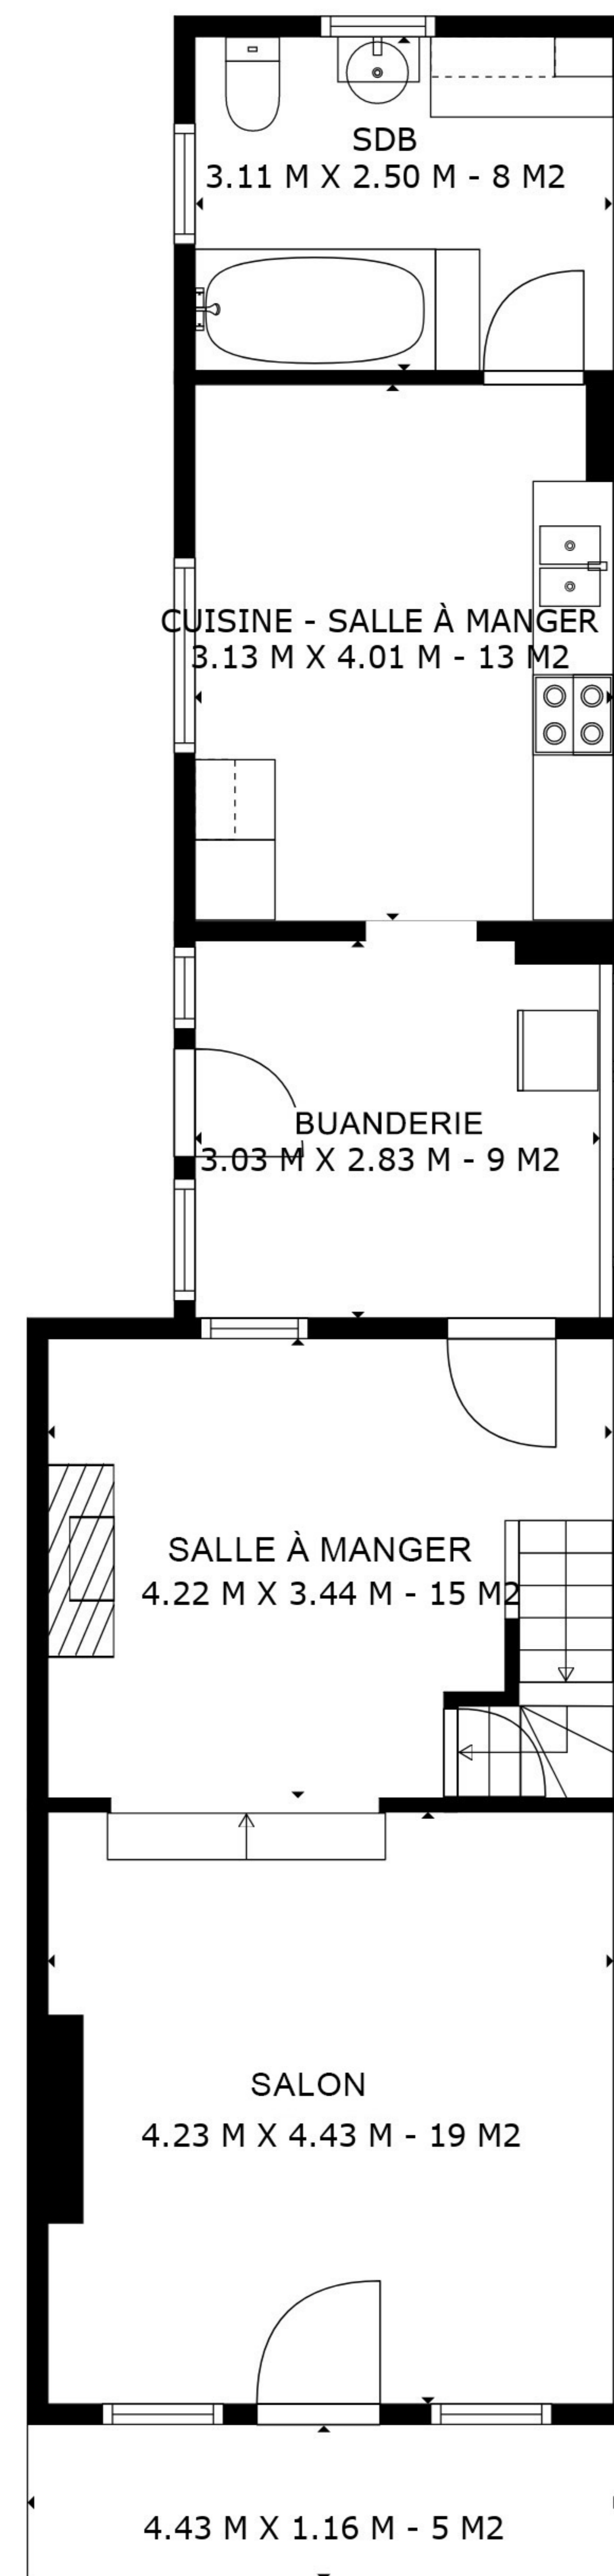 SDB
3.11 M X 2.50 M - 8 M2
CUISINE - SALLE À MANGER
3.13 M X 4.01 M - 13 M2
BUANDERIE
3.03 M X 2.83 M - 9 M2
SALLE À MANGER
4.22 M X 3.44 M - 15 M2
SALON
4.23 M X 4.43 M - 19 M2
4.43 M X 1.16 M - 5 M2